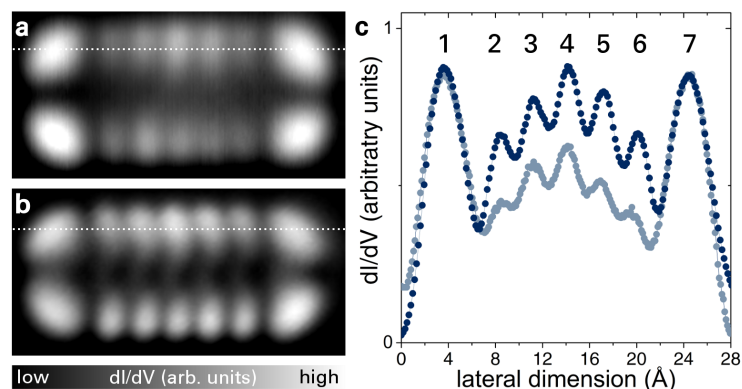 a
b
low dI/dV (arb. units) high
c
1 2 3 4 5 6 7
dI/dV (arbitratry units)
1
0
0 4 8 12 16 20 24 28
lateral dimension (Å)